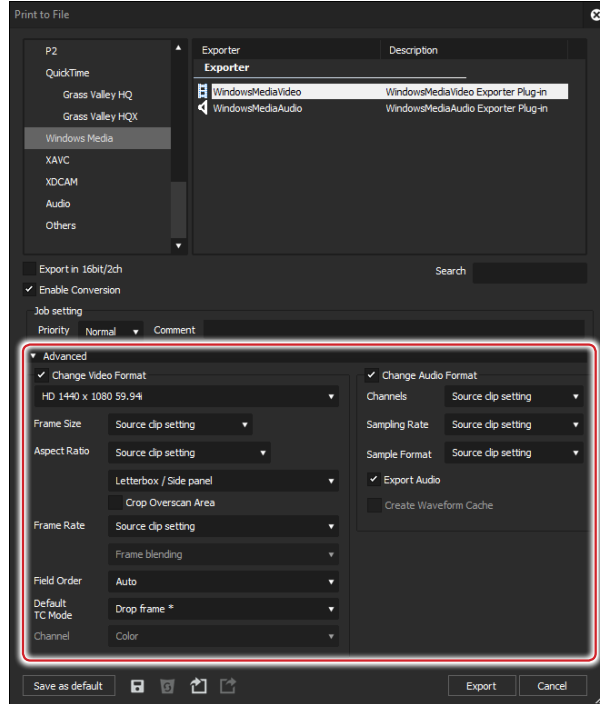 Print to File
P2
QuickTime
Grass Valley HQ
Grass Valley HQX
Windows Media
XAVC
XDCAM
Audio
Others
Exporter Description
Exporter
WindowsMediaVideo WindowsMediaVideo Exporter Plug-in
WindowsMediaAudio WindowsMediaAudio Exporter Plug-in
Export in 16bit/2ch
Search
Enable Conversion
Job setting
Priority Normal Comment
Advanced
Change Video Format
HD 1440 x 1080 59.94i
Frame Size Source clip setting
Aspect Ratio Source clip setting
Letterbox / Side panel
Crop Overscan Area
Frame Rate Source clip setting
Frame blending
Field Order Auto
Default
TC Mode Drop frame *
Channel Color
Change Audio Format
Channels Source clip setting
Sampling Rate Source clip setting
Sample Format Source clip setting
Export Audio
Create Waveform Cache
Save as default Export Cancel